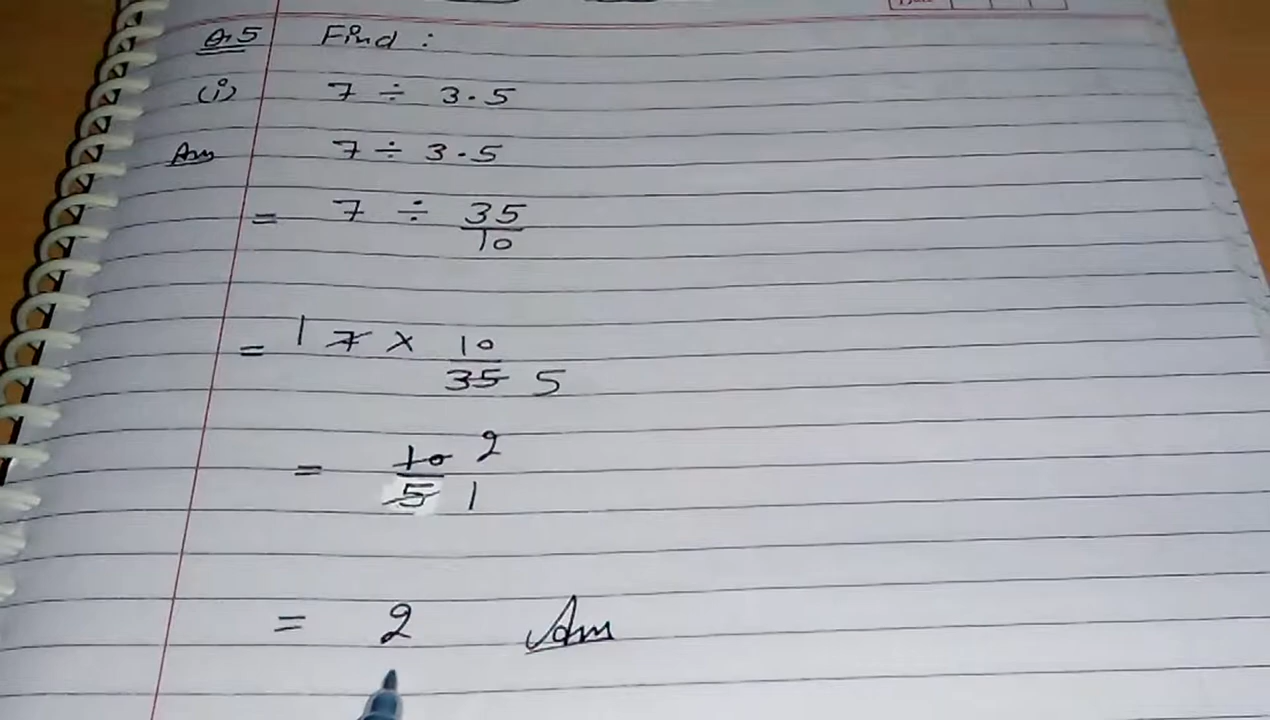 Q.5 Find :
(i) 7 ÷ 3.5
Ans 7 ÷ 3.5
= 7 ÷ 35/10
= 1 7 × 10/35 5
= 10/5 2 1
= 2 Ans